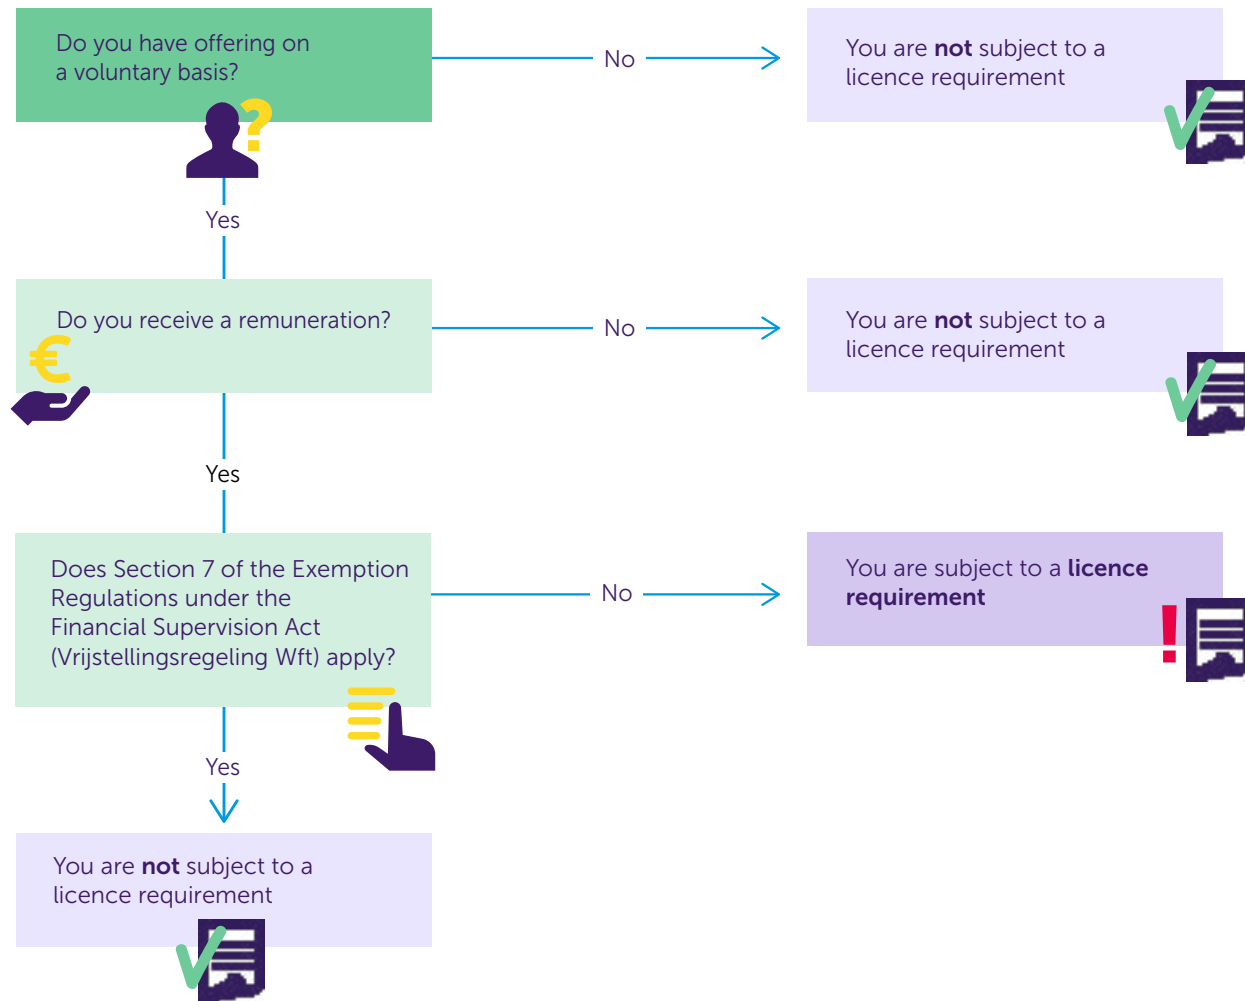 Do you have offering on
a voluntary basis?
No
You are not subject to a
licence requirement
Yes
Do you receive a remuneration?
No
You are not subject to a
licence requirement
Yes
Does Section 7 of the Exemption
Regulations under the
Financial Supervision Act
(Vrijstellingsregeling Wft) apply?
No
You are subject to a licence
requirement
Yes
You are not subject to a
licence requirement